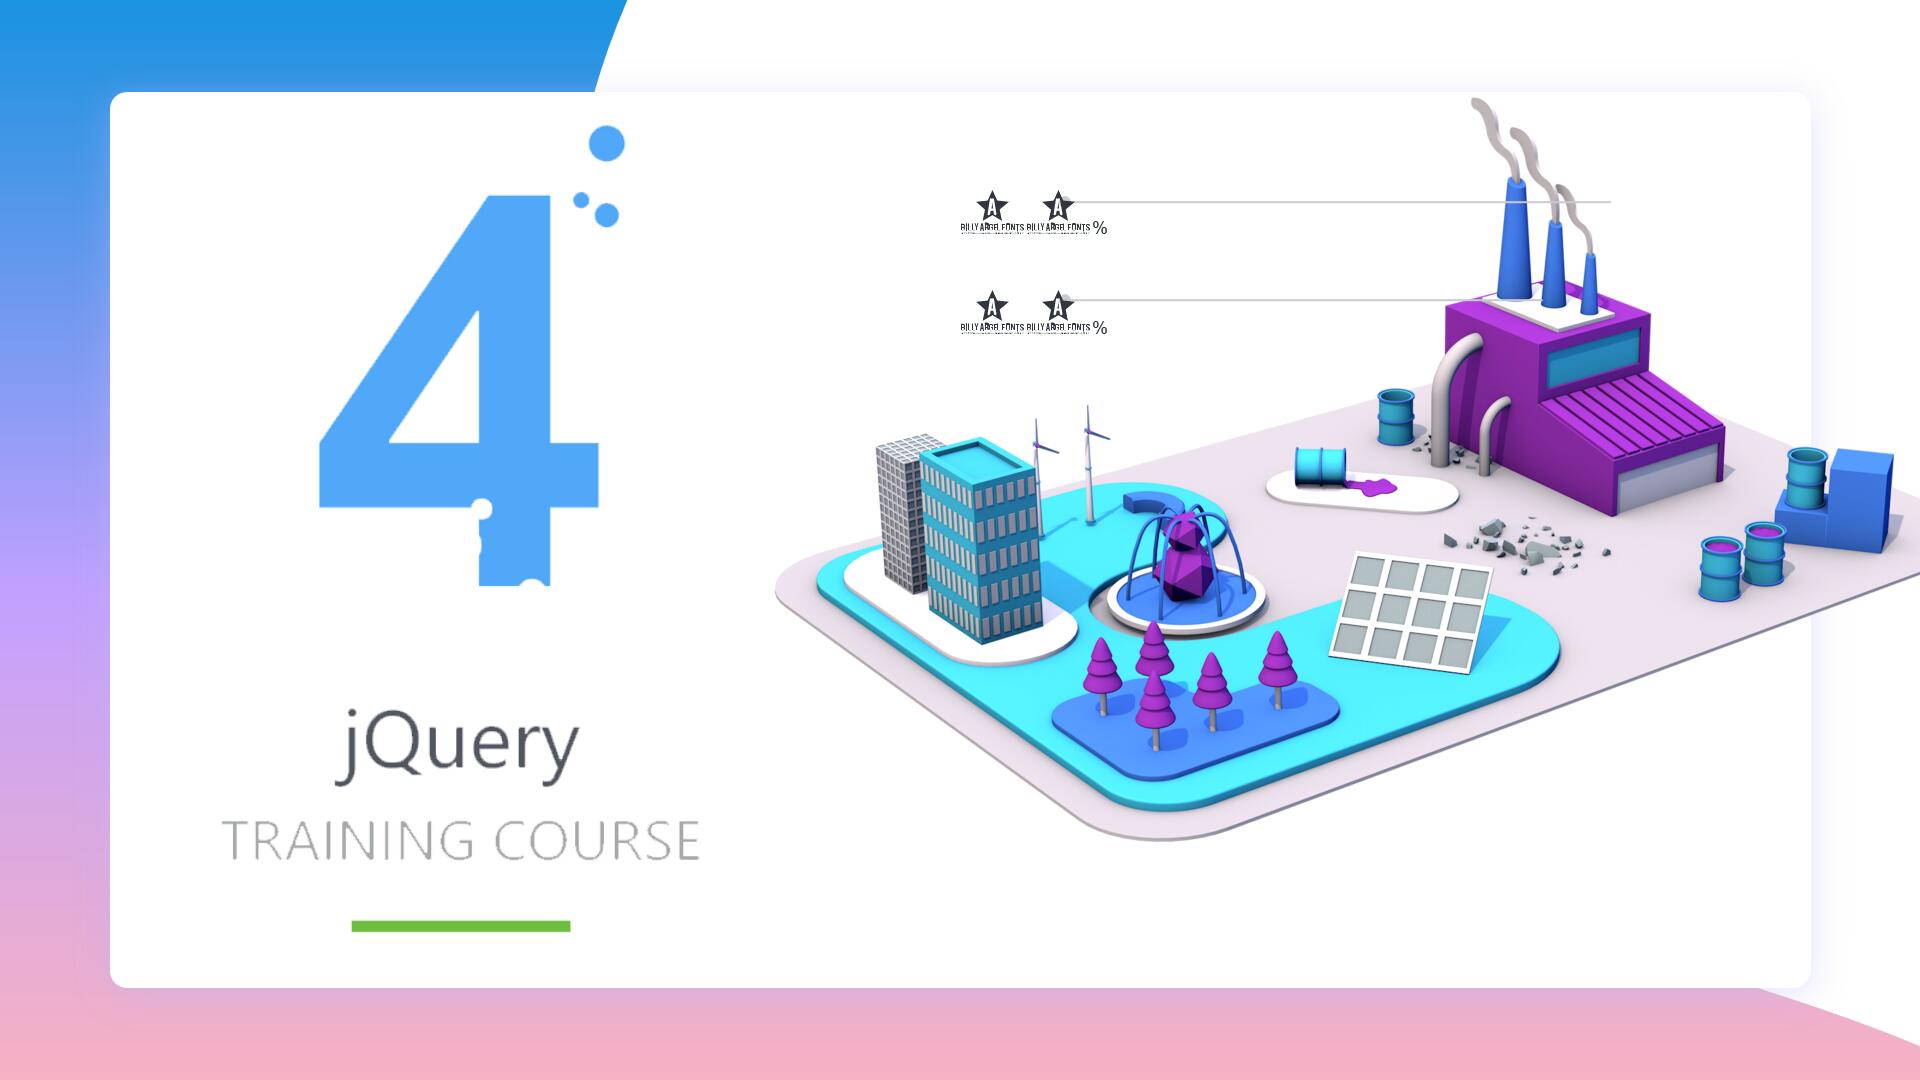 4
jQuery
TRAINING COURSE
A A
BILLY ARGEL FONTS BILLY ARGEL FONTS %
A A
BILLY ARGEL FONTS BILLY ARGEL FONTS %